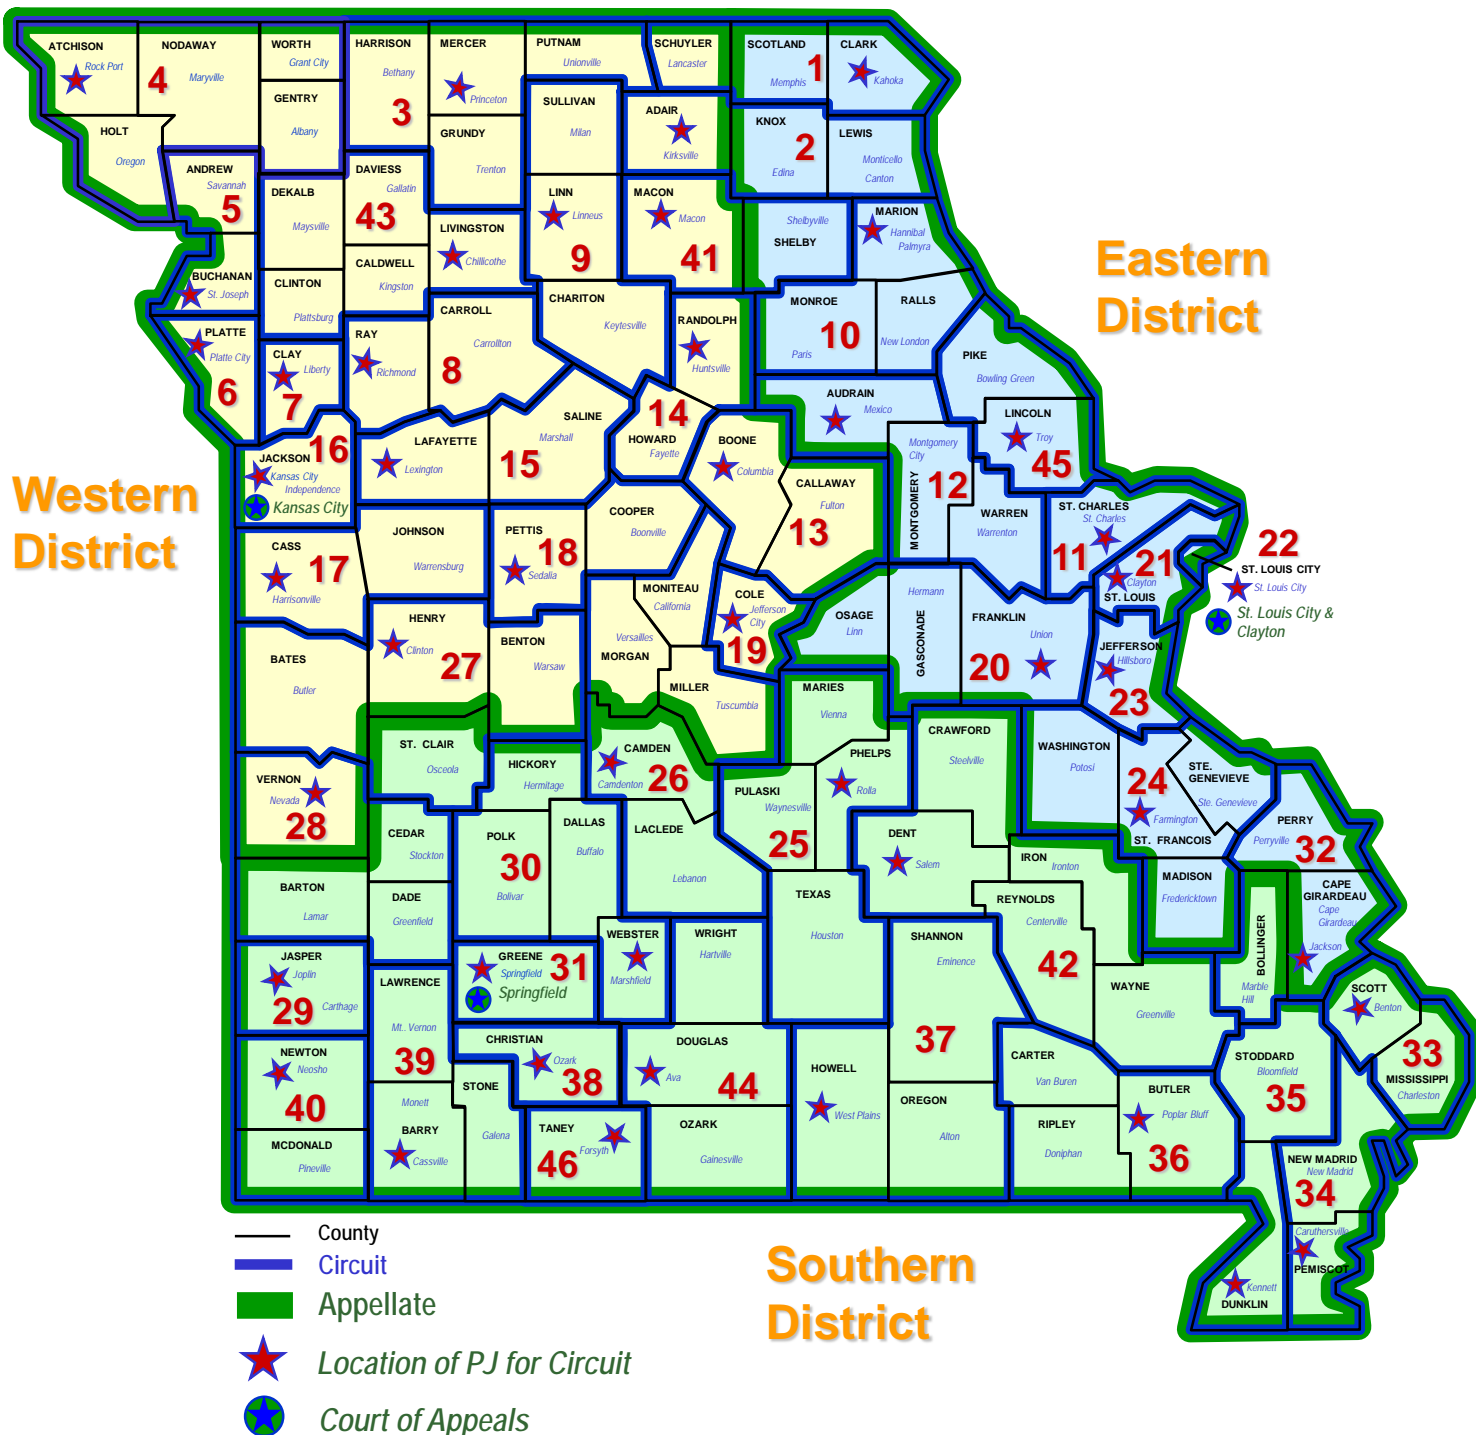 ATCHISON
Rock Port
NODAWAY
Maryville
4
WORTH
Grant City
HARRISON
Bethany
3
MERCER
Princeton
PUTNAM
Unionville
SCHUYLER
Lancaster
SCOTLAND
Memphis
1
CLARK
Kahoka
HOLT
Oregon
GENTRY
Albany
GRUNDY
Trenton
SULLIVAN
Milan
ADAIR
Kirksville
KNOX
Edina
2
LEWIS
Monticello
Canton
ANDREW
Savannah
5
DEKALB
Maysville
DAVIESS
Gallatin
43
LIVINGSTON
Chillicothe
LINN
Linneus
9
MACON
Macon
41
Shelbyville
SHELBY
MARION
Hannibal
Palmyra
Eastern
District
BUCHANAN
St. Joseph
CLINTON
Plattsburg
CALDWELL
Kingston
CARROLL
Carrollton
8
CHARITON
Keytesville
RANDOLPH
Huntsville
MONROE
Paris
10
RALLS
New London
PIKE
Bowling Green
PLATTE
Platte City
6
CLAY
Liberty
7
RAY
Richmond
AUDRAIN
Mexico
LINCOLN
Troy
45
16
JACKSON
Kansas City
Independence
Kansas City
LAFAYETTE
Lexington
SALINE
Marshall
15
14
HOWARD
Fayette
BOONE
Columbia
CALLAWAY
Fulton
13
Montgomery
City
MONTGOMERY
12
WARREN
Warrenton
ST. CHARLES
St. Charles
11
21
Clayton
ST. LOUIS
22
ST. LOUIS CITY
St. Louis City
St. Louis City &
Clayton
Western
District
CASS
17
Harrisonville
JOHNSON
Warrensburg
PETTIS
18
Sedalia
COOPER
Boonville
MONITEAU
California
COLE
Jefferson
City
19
OSAGE
Linn
Hermann
GASCONADE
FRANKLIN
Union
20
JEFFERSON
Hillsboro
23
BATES
Butler
HENRY
Clinton
27
BENTON
Warsaw
Versailles
MORGAN
MILLER
Tuscumbia
MARIES
Vienna
VERNON
Nevada
28
ST. CLAIR
Osceola
HICKORY
Hermitage
CAMDEN
Camdenton
26
PULASKI
Waynesville
25
PHELPS
Rolla
CRAWFORD
Steelville
WASHINGTON
Potosi
24
Farmington
ST. FRANCOIS
STE.
GENEVIEVE
Ste. Genevieve
PERRY
Perryville
32
CEDAR
Stockton
POLK
30
Bolivar
DALLAS
Buffalo
LACLEDE
Lebanon
DENT
Salem
IRON
Ironton
MADISON
Fredericktown
BARTON
Lamar
DADE
Greenfield
WEBSTER
Marshfield
WRIGHT
Hartville
TEXAS
Houston
SHANNON
Eminence
REYNOLDS
Centerville
42
BOLLINGER
Marble
Hill
CAPE
GIRARDEAU
Cape
Girardeau
Jackson
JASPER
Joplin
Carthage
29
LAWRENCE
Mt. Vernon
39
GREENE
Springfield
31
Springfield
WAYNE
Greenville
SCOTT
Benton
33
MISSISSIPPI
Charleston
NEWTON
Neosho
40
CHRISTIAN
Ozark
38
DOUGLAS
Ava
44
HOWELL
West Plains
37
CARTER
Van Buren
STODDARD
Bloomfield
35
MCDONALD
Pineville
Monett
BARRY
Cassville
STONE
Galena
TANEY
46
Forsyth
OZARK
Gainesville
OREGON
Alton
RIPLEY
Doniphan
BUTLER
Poplar Bluff
36
NEW MADRID
New Madrid
34
Caruthersville
PEMISCOT
Kennett
DUNKLIN
Southern
District
County
Circuit
Appellate
Location of PJ for Circuit
Court of Appeals